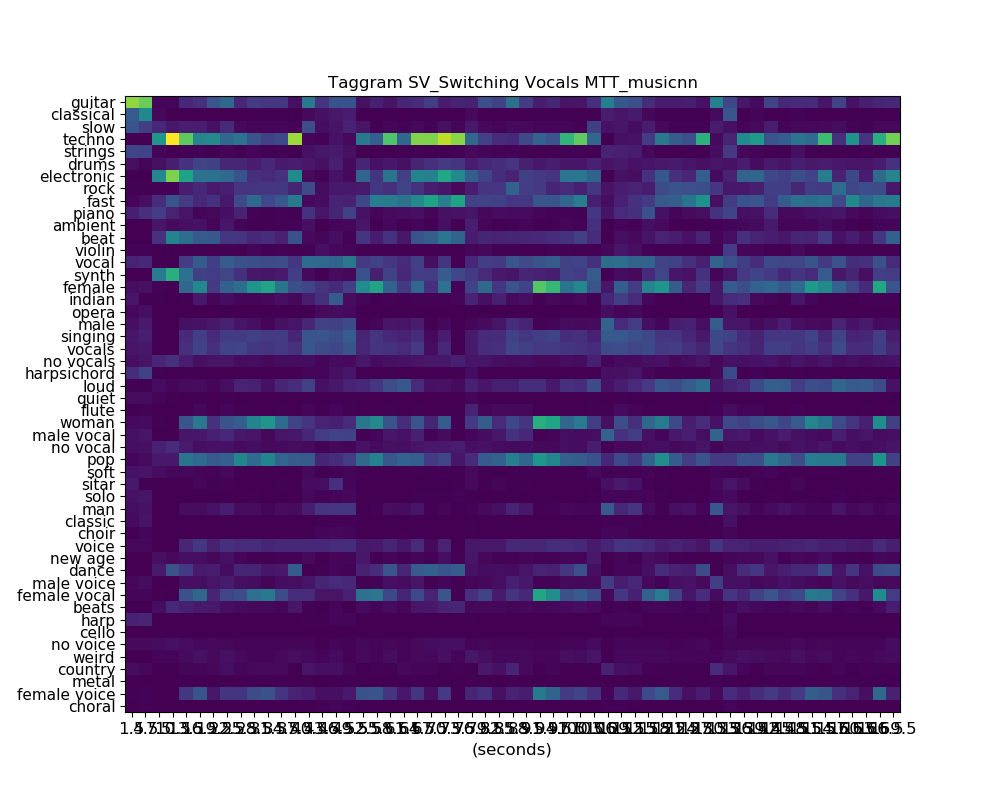 Taggram SV_Switching Vocals MTT_musicnn
guitar
classical
slow
techno
strings
drums
electronic
rock
fast
piano
ambient
beat
violin
vocal
synth
female
indian
opera
male
singing
vocals
no vocals
harpsichord
loud
quiet
flute
woman
male vocal
no vocal
pop
soft
sitar
solo
man
classic
choir
voice
new age
dance
male voice
female vocal
beats
harp
cello
no voice
weird
country
metal
female voice
choral
(seconds)